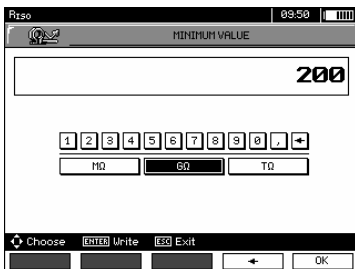 RISO 09:50
MINIMUM VALUE
200
1 2 3 4 5 6 7 8 9 0 , ←
MΩ GΩ TΩ
Choose ENTER Write ESC Exit
← OK